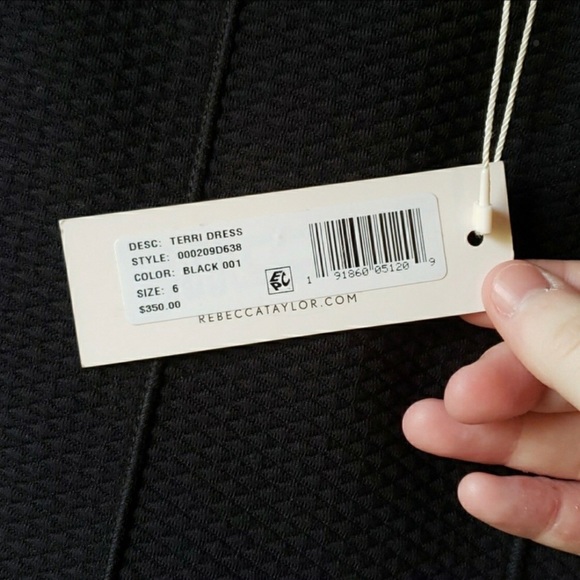 DESC: TERRI DRESS
STYLE: 000209D638
COLOR: BLACK 001
SIZE: 6
$350.00
1 91860 05120 9
REBECCATAYLOR.COM